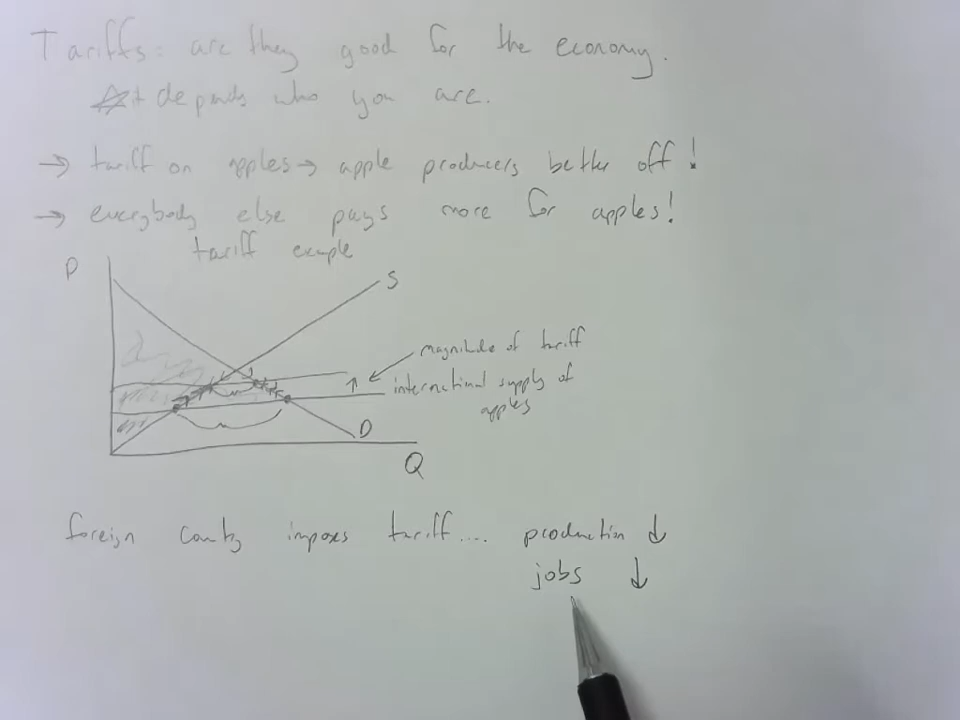 Tariffs: are they good for the economy.
☆ it depends who you are.
→ tariff on apples → apple producers better off!
→ everybody else pays more for apples!
tariff example
P
S
magnitude of tariff
↑
international supply of
apples
D
Q
foreign county imposes tariff.... production ↓
jobs ↓